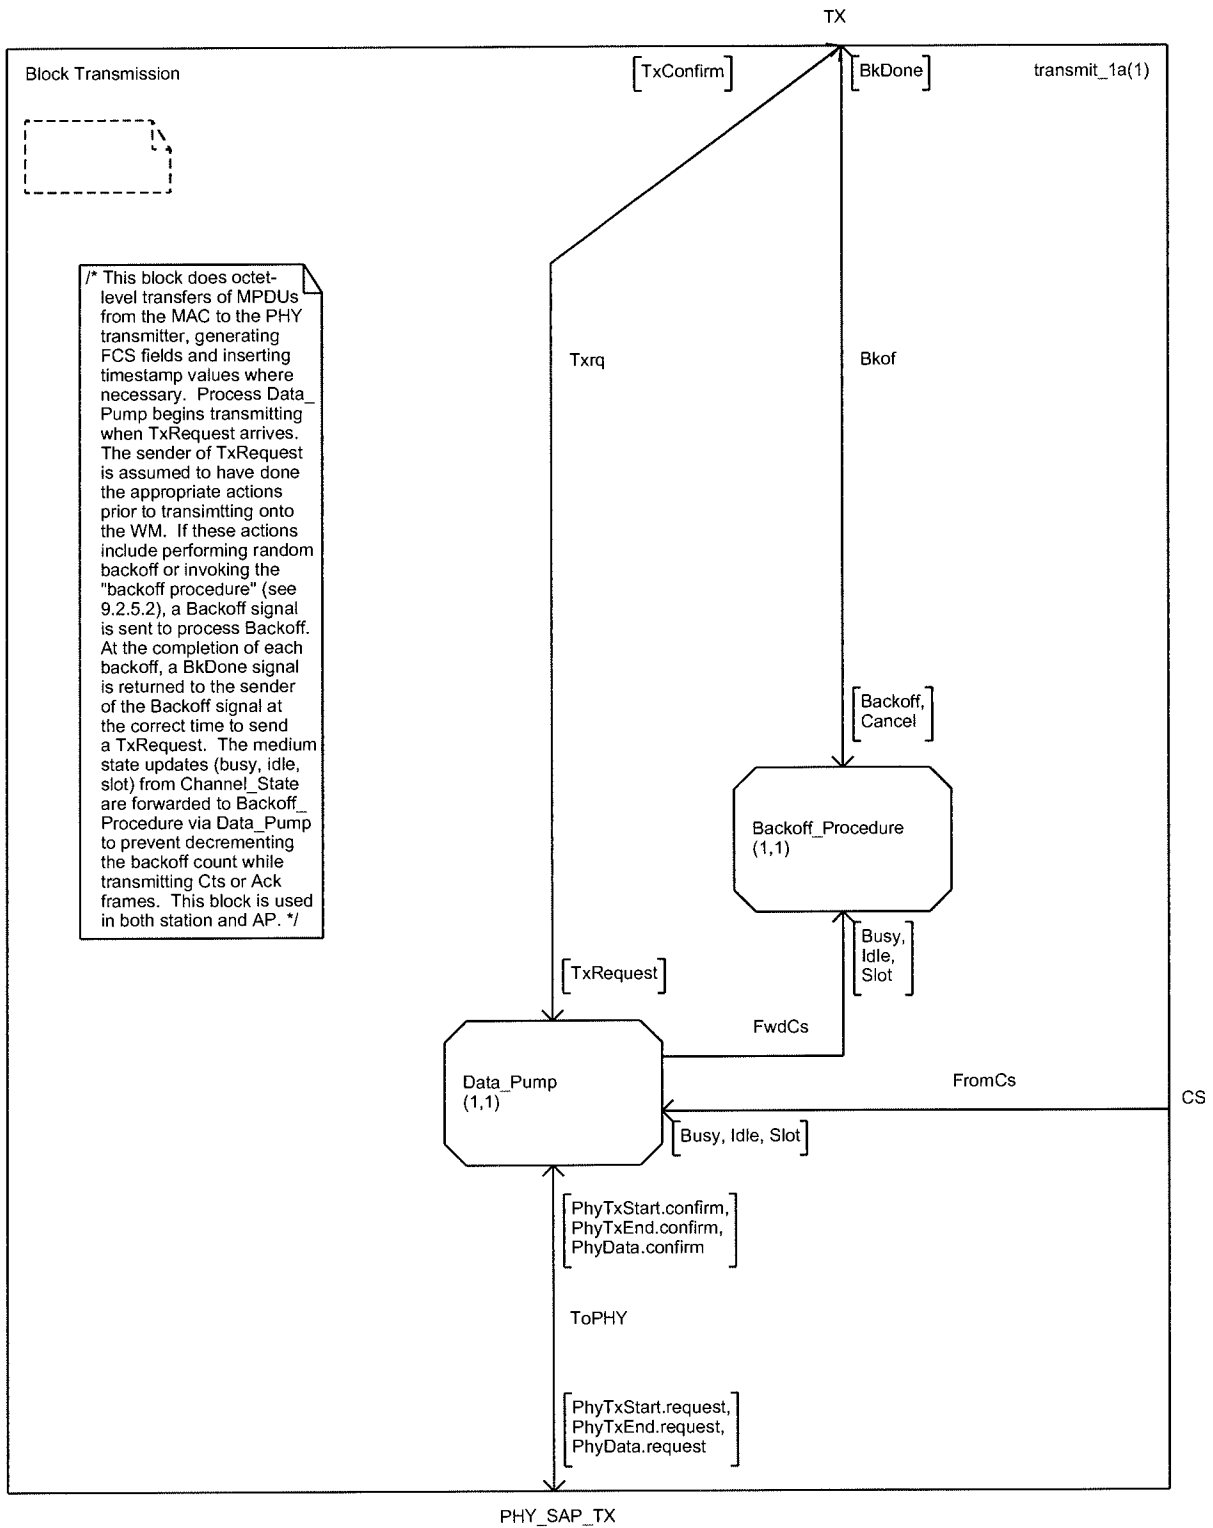 TX
Block Transmission
[TxConfirm]
[BkDone]
transmit_1a(1)
/* This block does octet-
level transfers of MPDUs
from the MAC to the PHY
transmitter, generating
FCS fields and inserting
timestamp values where
necessary. Process Data_
Pump begins transmitting
when TxRequest arrives.
The sender of TxRequest
is assumed to have done
the appropriate actions
prior to transimtting onto
the WM. If these actions
include performing random
backoff or invoking the
"backoff procedure" (see
9.2.5.2), a Backoff signal
is sent to process Backoff.
At the completion of each
backoff, a BkDone signal
is returned to the sender
of the Backoff signal at
the correct time to send
a TxRequest. The medium
state updates (busy, idle,
slot) from Channel_State
are forwarded to Backoff_
Procedure via Data_Pump
to prevent decrementing
the backoff count while
transmitting Cts or Ack
frames. This block is used
in both station and AP. */
Txrq
Bkof
[Backoff,
Cancel]
Backoff_Procedure
(1,1)
[Busy,
Idle,
Slot]
[TxRequest]
FwdCs
Data_Pump
(1,1)
FromCs
CS
[Busy, Idle, Slot]
[PhyTxStart.confirm,
PhyTxEnd.confirm,
PhyData.confirm]
ToPHY
[PhyTxStart.request,
PhyTxEnd.request,
PhyData.request]
PHY_SAP_TX